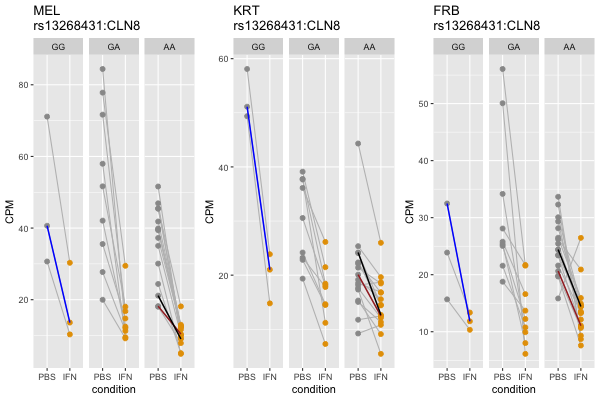 MEL
rs13268431:CLN8
GG
GA
AA
CPM
80
60
40
20
PBS IFN PBS IFN PBS IFN
condition
KRT
rs13268431:CLN8
GG
GA
AA
CPM
60
40
20
PBS IFN PBS IFN PBS IFN
condition
FRB
rs13268431:CLN8
GG
GA
AA
CPM
50
40
30
20
10
PBS IFN PBS IFN PBS IFN
condition